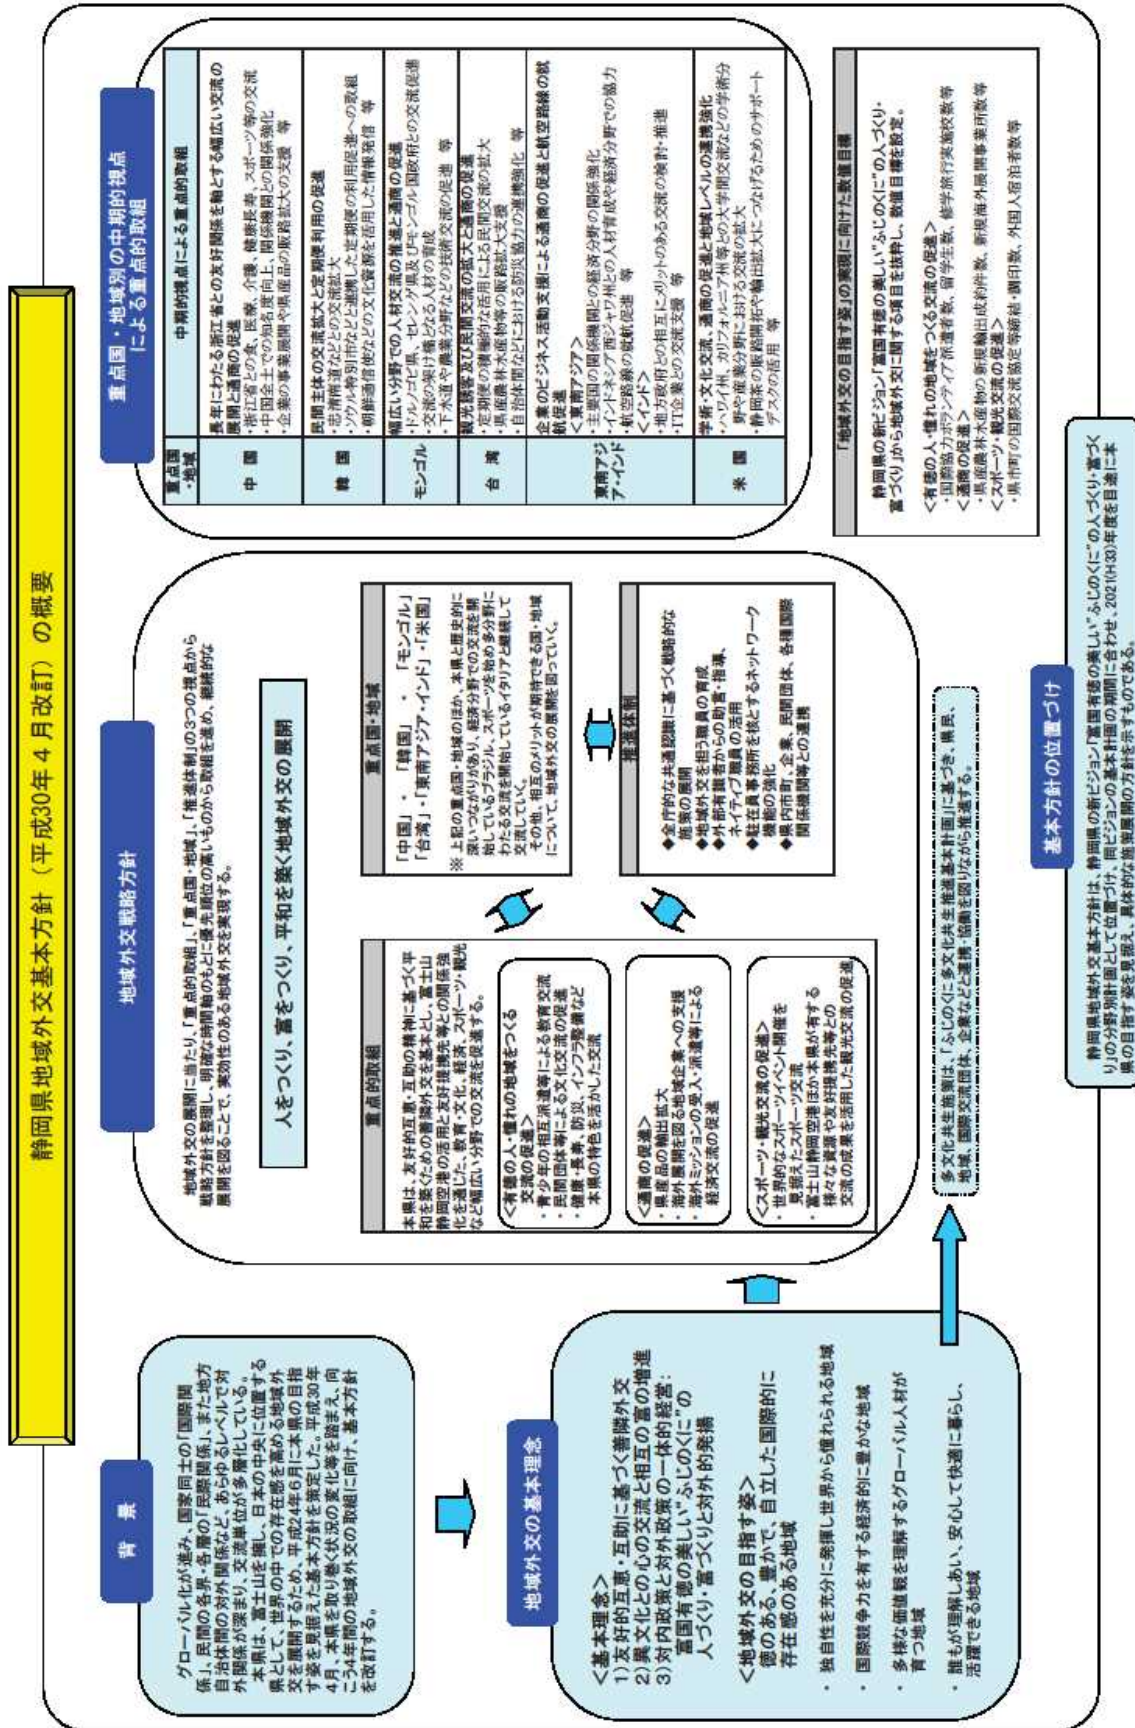 静岡県地域外交基本方針（平成30年４月改訂）の概要
背　景
グローバル化が進み、国家同士の「国際関
係」、民間の各界・各層の「民際関係」、また地方
自治体間の対外関係など、あらゆるレベルで対
外関係が深まり、交流単位が多層化している。
本県は、富士山を擁し、日本の中央に位置する
県として、世界の中での存在感を高める地域外
交を展開するため、平成24年6月に本県の目指
す姿を見据えた基本方針を策定した。平成30年
4月、本県を取り巻く状況の変化等を踏まえ、向
こう4年間の地域外交の取組に向け、基本方針
を改訂する。
地域外交の基本理念
＜基本理念＞
1)友好的互恵・互助に基づく善隣外交
2)異文化との心の交流と相互の富の増進
3)対内政策と対外政策の一体的経営：
富国有徳の美しい“ふじのくに”の
人づくり・富づくりと対外的発揚
＜地域外交の目指す姿＞
徳のある、豊かで、自立した国際的に
存在感のある地域
・ 独自性を充分に発揮し世界から憧れられる地域
・ 国際競争力を有する経済的に豊かな地域
・ 多様な価値観を理解するグローバル人材が
育つ地域
・ 誰もが理解しあい、安心して快適に暮らし、
活躍できる地域
地域外交戦略方針
地域外交の展開に当たり、「重点的取組」、「重点国・地域」、「推進体制」の3つの視点から
戦略方針を整理し、明確な時間軸のもとに優先順位の高いものから取組を進め、継続的な
展開を図ることで、実効性のある地域外交を実現する。
人をつくり、富をつくり、平和を築く地域外交の展開
重点的取組
本県は、友好的互恵・互助の精神に基づく平
和を築くための善隣外交を基本とし、富士山
静岡空港の活用と友好提携先等との関係強
化を通じた、教育・文化、経済、スポーツ・観光
など幅広い分野での交流を促進する。
＜有徳の人・憧れの地域をつくる
交流の促進＞
・ 青少年の相互派遣等による教育交流
・ 民間団体等による文化交流の促進
・ 健康・長寿、防災、インフラ整備など
本県の特色を活かした交流
＜通商の促進＞
・ 県産品の輸出拡大
・ 海外展開を図る地域企業への支援
・ 海外ミッションの受入・派遣等による
経済交流の促進
＜スポーツ・観光交流の促進＞
・ 世界的なスポーツイベント開催を
見据えたスポーツ交流
・ 富士山静岡空港ほか本県が有する
様々な資源や友好提携先等との
交流の成果を活用した観光交流の促進
重点国・地域
「中国」 ・ 「韓国」 ・ 「モンゴル」
「台湾」・「東南アジア・インド」・「米国」
※ 上記の重点国・地域のほか、本県と歴史的に
深いつながりがあり、経済分野での交流を開
始しているブラジル、スポーツを始め多分野に
わたる交流を開始しているイタリアと継続して
交流していく。
その他、相互のメリットが期待できる国・地域
について、地域外交の展開を図っていく。
推進体制
◆全庁的な共通認識に基づく戦略的な
施策の展開
◆地域外交を担う職員の育成
◆外部有識者からの助言・指導、
ネイティブ職員の活用
◆駐在員事務所を核とするネットワーク
機能の強化
◆県内市町、企業、民間団体、各種国際
関係機関等との連携
多文化共生施策は、「ふじのくに多文化共生推進基本計画」に基づき、県民、
地域、国際交流団体、企業などと連携・協働を図りながら推進する。
重点国・地域別の中期的視点
による重点的取組
重点国
・地域
中期的視点による重点的取組
中 国
長年にわたる浙江省との友好関係を軸とする幅広い交流の
展開と通商の促進
・浙江省との食、医療、介護、健康長寿、スポーツ等の交流
・中国全土での知名度向上、関係機関との関係強化
・企業の事業展開や県産品の販路拡大の支援　等
韓 国
民間主体の交流拡大と定期便利用の促進
・忠清南道などとの交流拡大
・ソウル特別市などと連携した定期便の利用促進への取組
・朝鮮通信使などの文化資源を活用した情報発信　等
モンゴル
幅広い分野での人材交流の推進と通商の促進
・ドルノゴビ県、セレンゲ県及びモンゴル国政府との交流促進
・交流の架け橋となる人材の育成
・下水道や農業分野などの技術交流の促進　等
台 湾
観光誘客及び民間交流の拡大と通商の促進
・定期便の積極的な活用による民間交流の拡大
・県産農林水産物等の販路拡大支援
・自治体間などにおける防災協力の連携強化　等
東南アジ
ア・インド
企業のビジネス活動支援による通商の促進と航空路線の就
航促進
＜東南アジア＞
・主要国の関係機関との経済分野の関係強化
・インドネシア西ジャワ州との人材育成や経済分野での協力
・航空路線の就航促進　等
＜インド＞
・地方政府との相互にメリットのある交流の検討・推進
・IT企業との交流支援　等
米 国
学術・文化交流、通商の促進と地域レベルの連携強化
・ハワイ州、カリフォルニア州等との大学間交流などの学術分
野や産業分野における交流の拡大
・静岡茶の販路開拓や輸出拡大につなげるためのサポート
デスクの活用　等
「地域外交の目指す姿」の実現に向けた数値目標
静岡県の新ビジョン「富国有徳の美しい“ふじのくに”の人づくり・
富づくり」から地域外交に関する項目を抜粋し、数値目標を設定。
＜有徳の人・憧れの地域をつくる交流の促進＞
・国際協力ボランティア派遣者数、留学生数、修学旅行実施校数等
＜通商の促進＞
・県産農林水産物の新規輸出成約件数、新規海外展開事業所数等
＜スポーツ・観光交流の促進＞
・県市町の国際交流協定等締結・調印数、外国人宿泊者数等
基本方針の位置づけ
静岡県地域外交基本方針は、静岡県の新ビジョン「富国有徳の美しい“ふじのくに”の人づくり・富づく
り」の分野別計画として位置づけ、同ビジョンの基本計画の期間に合わせ、2021(H33)年度を目途に本
県の目指す姿を見据え、具体的な施策展開の方針を示すものである。